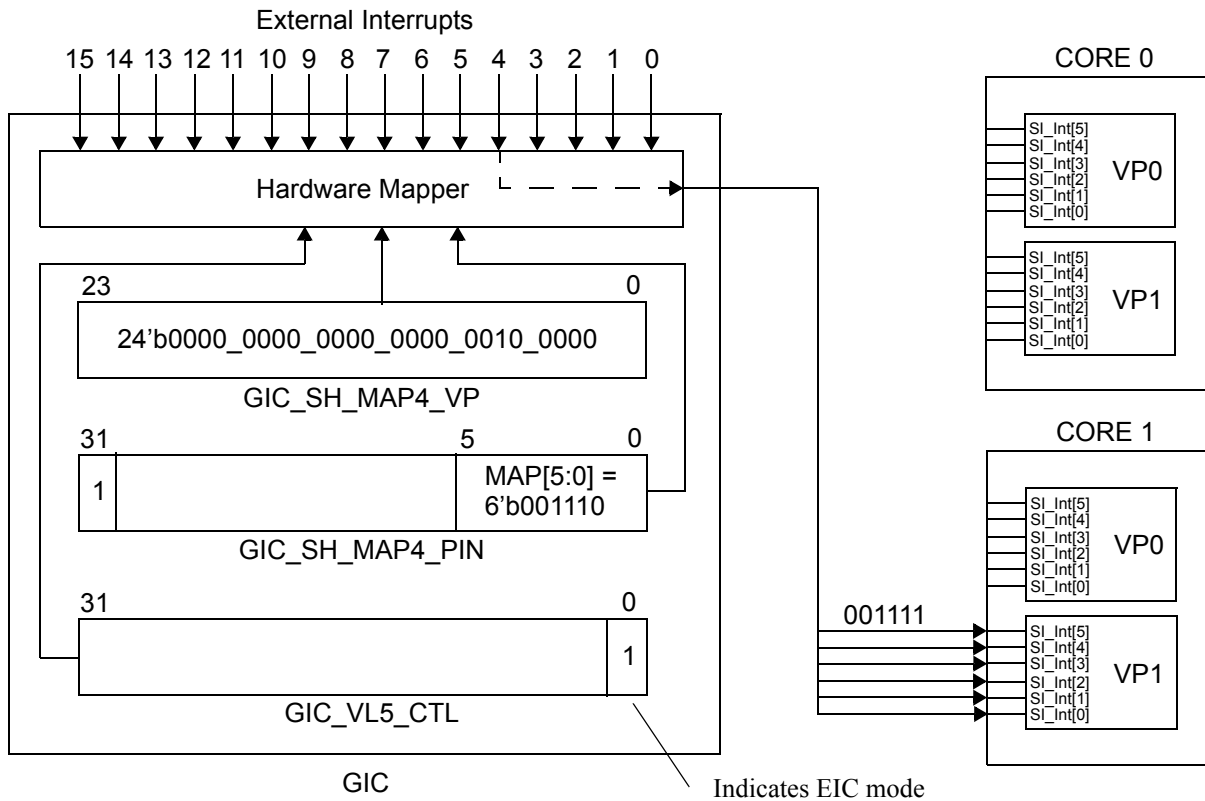 External Interrupts
15 14 13 12 11 10 9 8 7 6 5 4 3 2 1 0
Hardware Mapper
23 0
24’b0000_0000_0000_0000_0010_0000
GIC_SH_MAP4_VP
31 5 0
1
MAP[5:0] =
6’b001110
GIC_SH_MAP4_PIN
31 0
1
GIC_VL5_CTL
GIC
Indicates EIC mode
001111
CORE 0
SI_Int[5]
SI_Int[4]
SI_Int[3]
SI_Int[2]
SI_Int[1]
SI_Int[0]
VP0
SI_Int[5]
SI_Int[4]
SI_Int[3]
SI_Int[2]
SI_Int[1]
SI_Int[0]
VP1
CORE 1
SI_Int[5]
SI_Int[4]
SI_Int[3]
SI_Int[2]
SI_Int[1]
SI_Int[0]
VP0
SI_Int[5]
SI_Int[4]
SI_Int[3]
SI_Int[2]
SI_Int[1]
SI_Int[0]
VP1